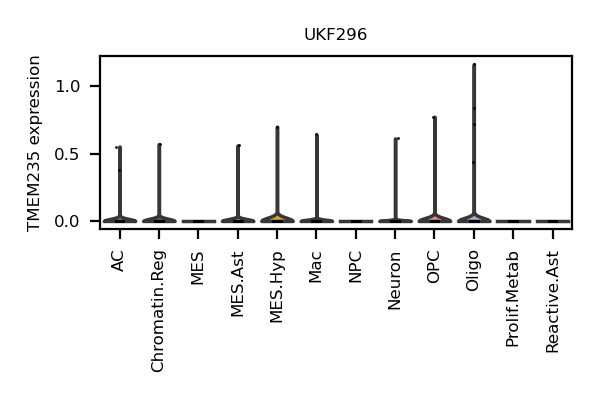 UKF296
TMEM235 expression
1.0
0.5
0.0
AC
Chromatin.Reg
MES
MES.Ast
MES.Hyp
Mac
NPC
Neuron
OPC
Oligo
Prolif.Metab
Reactive.Ast